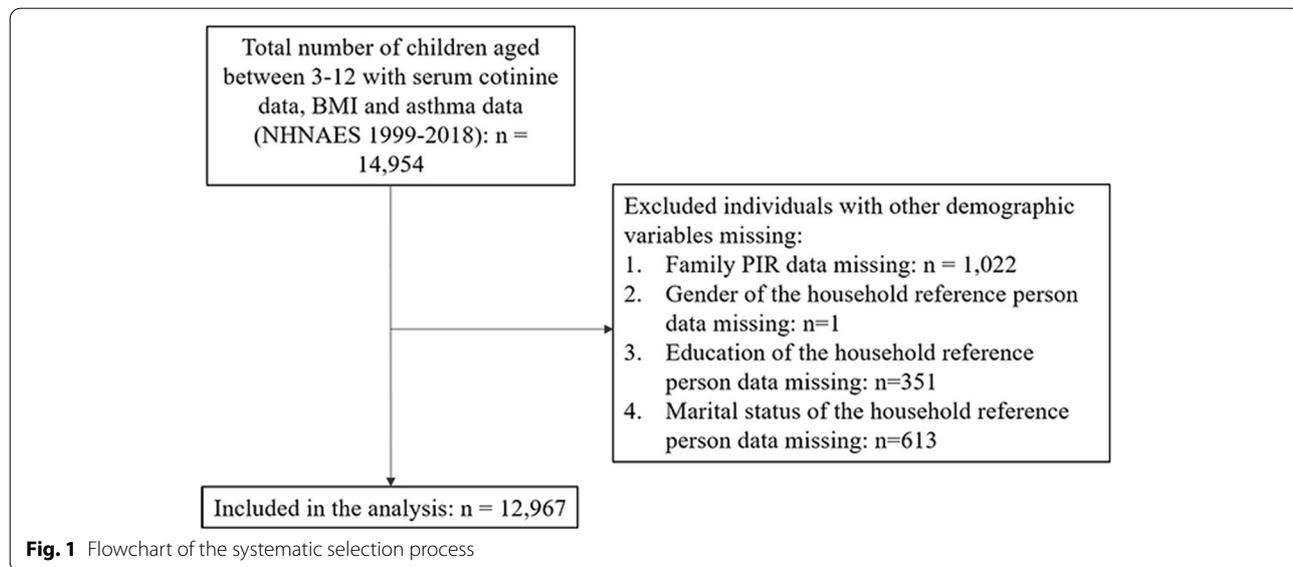 Total number of children aged
between 3-12 with serum cotinine
data, BMI and asthma data
(NHNAES 1999-2018): n =
14,954
Excluded individuals with other demographic
variables missing:
1. Family PIR data missing: n = 1,022
2. Gender of the household reference person
data missing: n=1
3. Education of the household reference
person data missing: n=351
4. Marital status of the household reference
person data missing: n=613
Included in the analysis: n = 12,967
Fig. 1 Flowchart of the systematic selection process